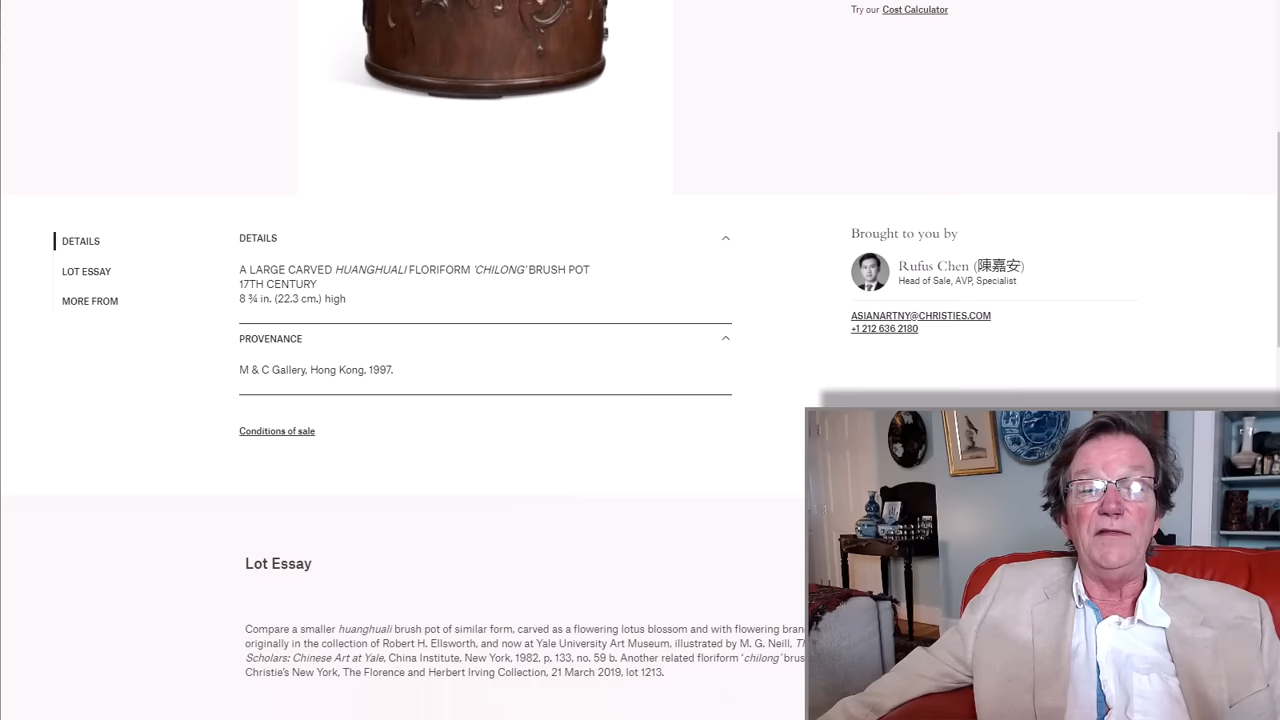 Try our Cost Calculator
DETAILS
LOT ESSAY
MORE FROM
DETAILS
A LARGE CARVED HUANGHUALI FLORIFORM 'CHILONG' BRUSH POT
17TH CENTURY
8 ¾ in. (22.3 cm.) high
PROVENANCE
M & C Gallery, Hong Kong, 1997.
Conditions of sale
Brought to you by
Rufus Chen (陳嘉安)
Head of Sale, AVP, Specialist
ASIANARTNY@CHRISTIES.COM
+1 212 636 2180
Lot Essay
Compare a smaller huanghuali brush pot of similar form, carved as a flowering lotus blossom and with flowering
originally in the collection of Robert H. Ellsworth, and now at Yale University Art Museum, illustrated by M. G. Neill,
Scholars: Chinese Art at Yale, China Institute, New York, 1982, p. 133, no. 59 b. Another related floriform 'chilong'
Christie's New York, The Florence and Herbert Irving Collection, 21 March 2019, lot 1213.